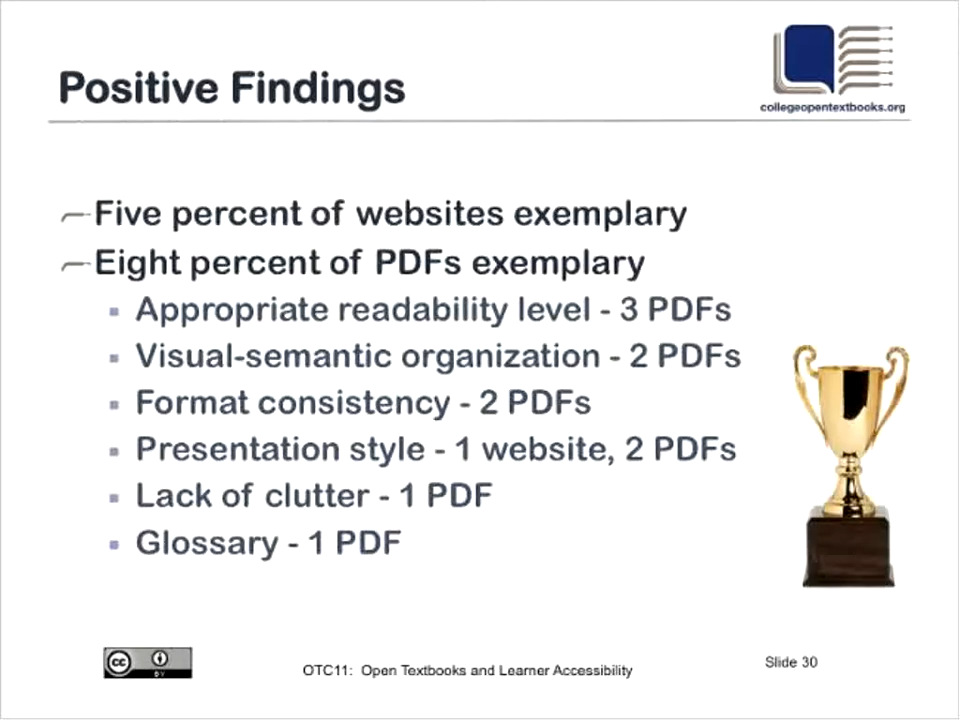 Positive Findings
collegeopentextbooks.org
Five percent of websites exemplary
Eight percent of PDFs exemplary
Appropriate readability level - 3 PDFs
Visual-semantic organization - 2 PDFs
Format consistency - 2 PDFs
Presentation style - 1 website, 2 PDFs
Lack of clutter - 1 PDF
Glossary - 1 PDF
cc
BY
OTC11: Open Textbooks and Learner Accessibility
Slide 30